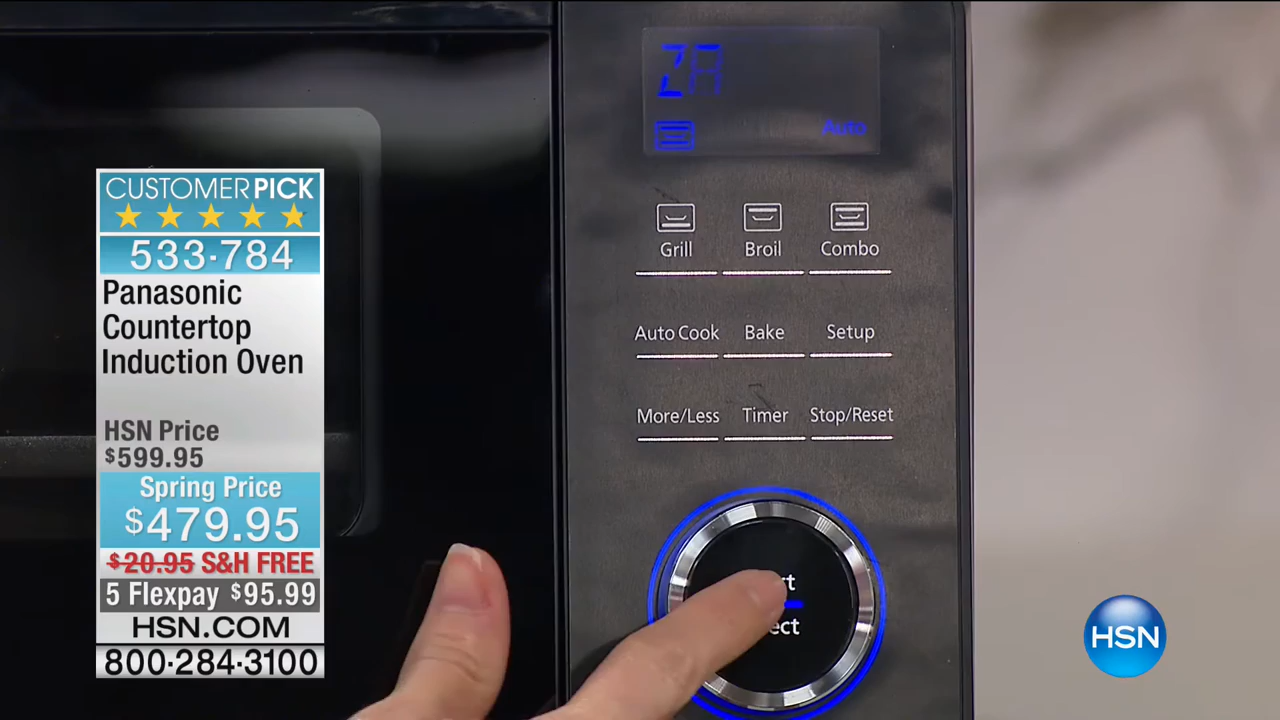 CUSTOMER PICK
533-784
Panasonic
Countertop
Induction Oven
HSN Price
$599.95
Spring Price
$479.95
$20.95 S&H FREE
5 Flexpay $95.99
HSN.COM
800-284-3100
ZA
Auto
Grill Broil Combo
Auto Cook Bake Setup
More/Less Timer Stop/Reset
HSN